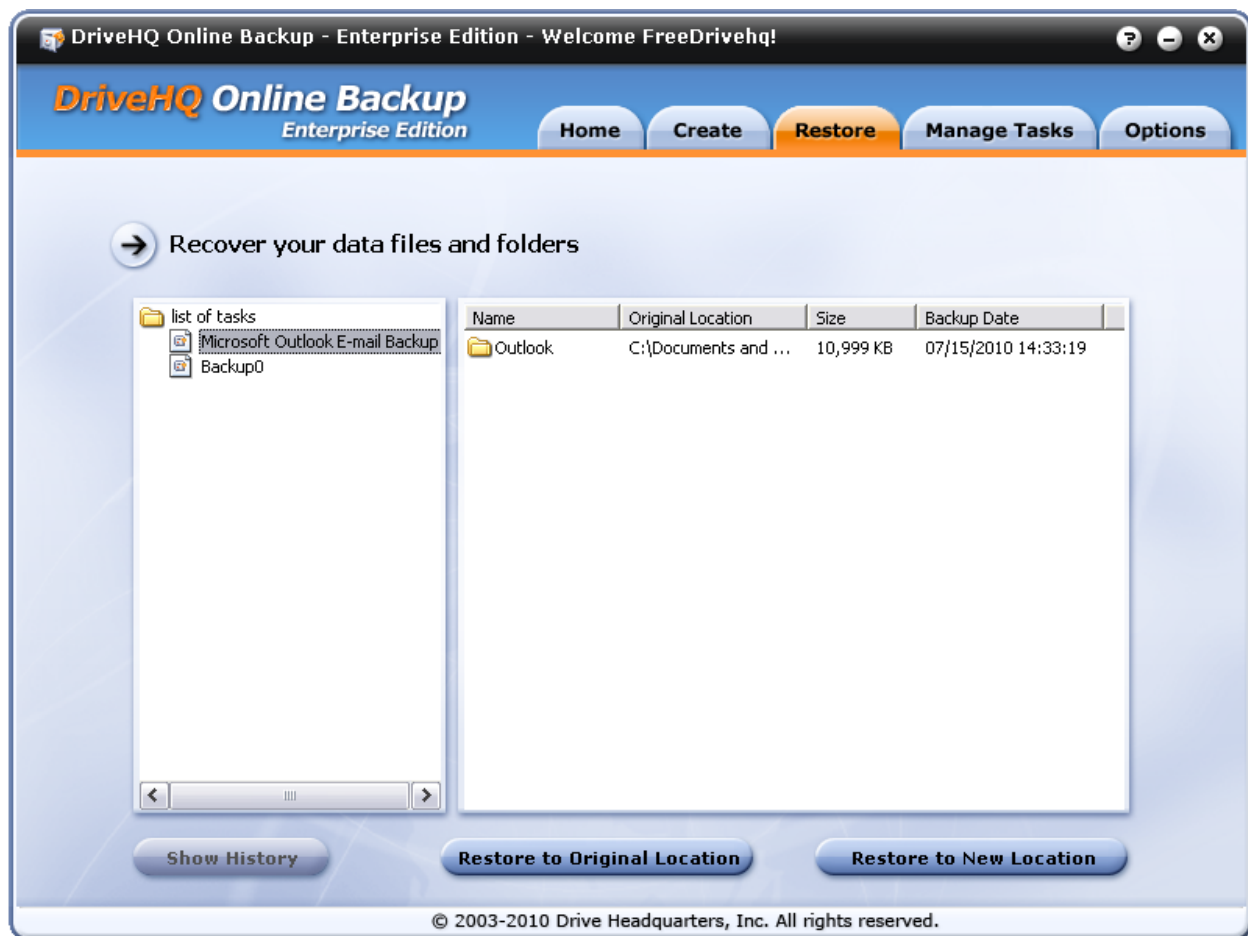 DriveHQ Online Backup - Enterprise Edition - Welcome FreeDrivehq!
DriveHQ Online Backup
Enterprise Edition
Home Create Restore Manage Tasks Options
Recover your data files and folders
list of tasks
Microsoft Outlook E-mail Backup
Backup0
Name Original Location Size Backup Date
Outlook C:\Documents and ... 10,999 KB 07/15/2010 14:33:19
Show History Restore to Original Location Restore to New Location
© 2003-2010 Drive Headquarters, Inc. All rights reserved.